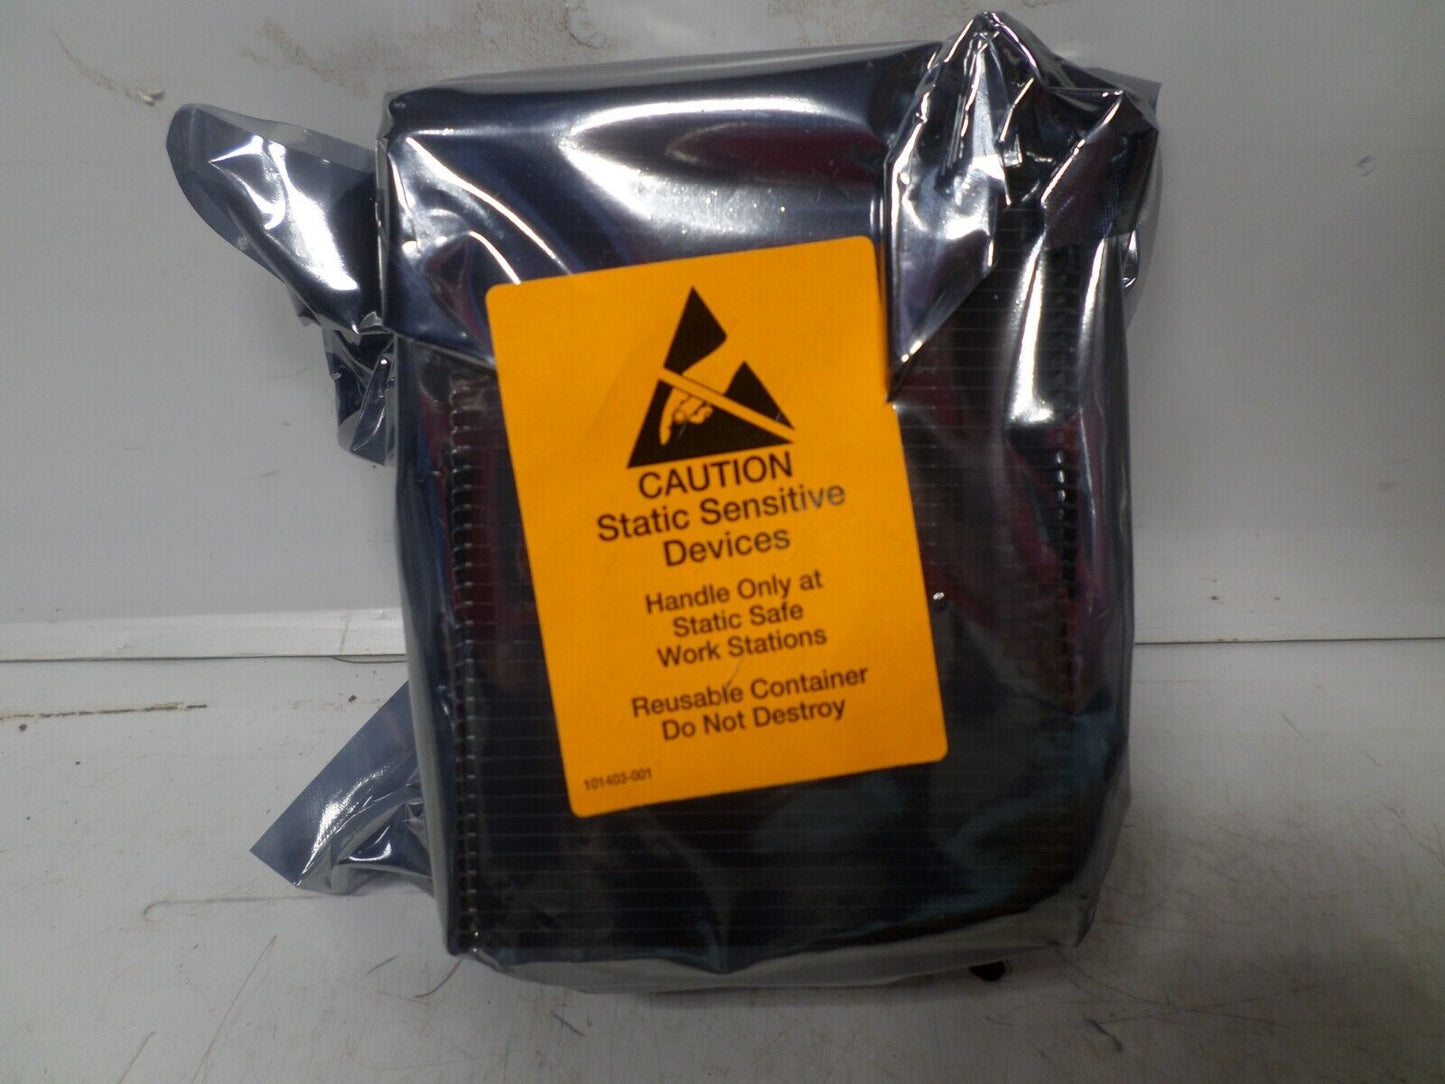 CAUTION
Static Sensitive
Devices
Handle Only at
Static Safe
Work Stations
Reusable Container
Do Not Destroy
101403-001